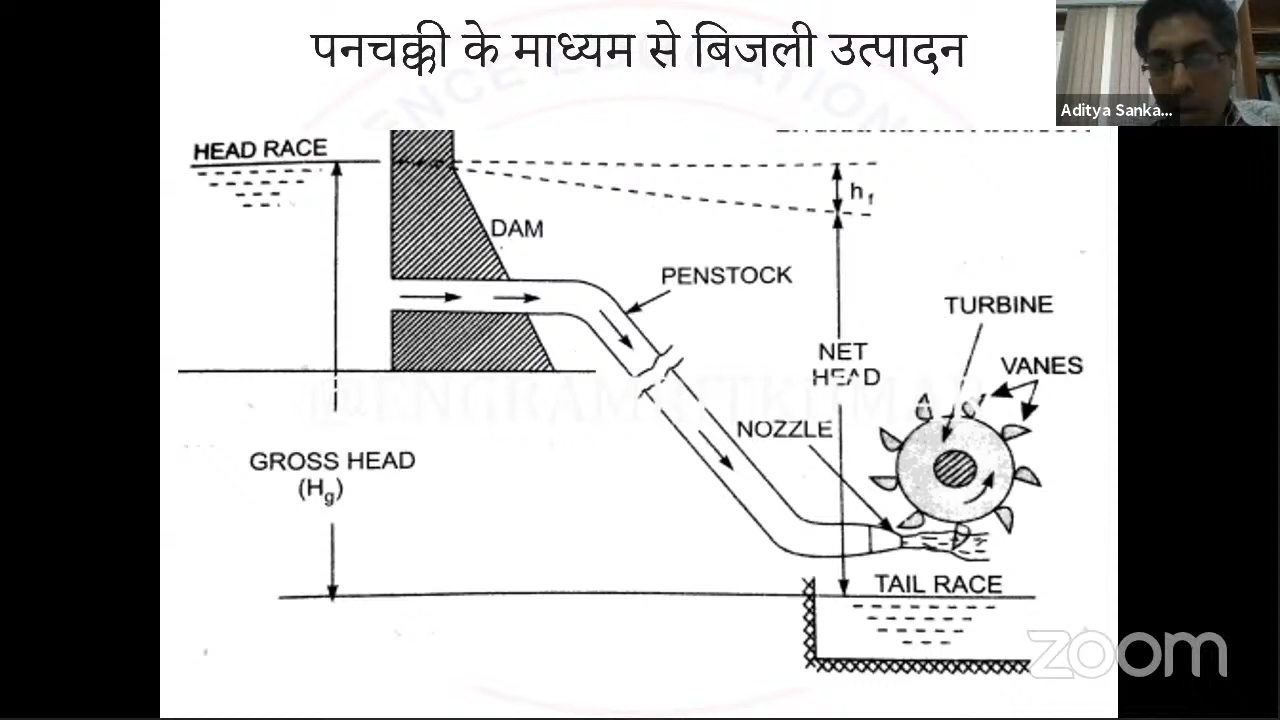 पनचक्की के माध्यम से बिजली उत्पादन
Aditya Sanka...
HEAD RACE
h f
DAM
PENSTOCK
TURBINE
NET
HEAD
VANES
@ENGRAMRITKUMAR
NOZZLE
GROSS HEAD
(Hg)
TAIL RACE
zoom